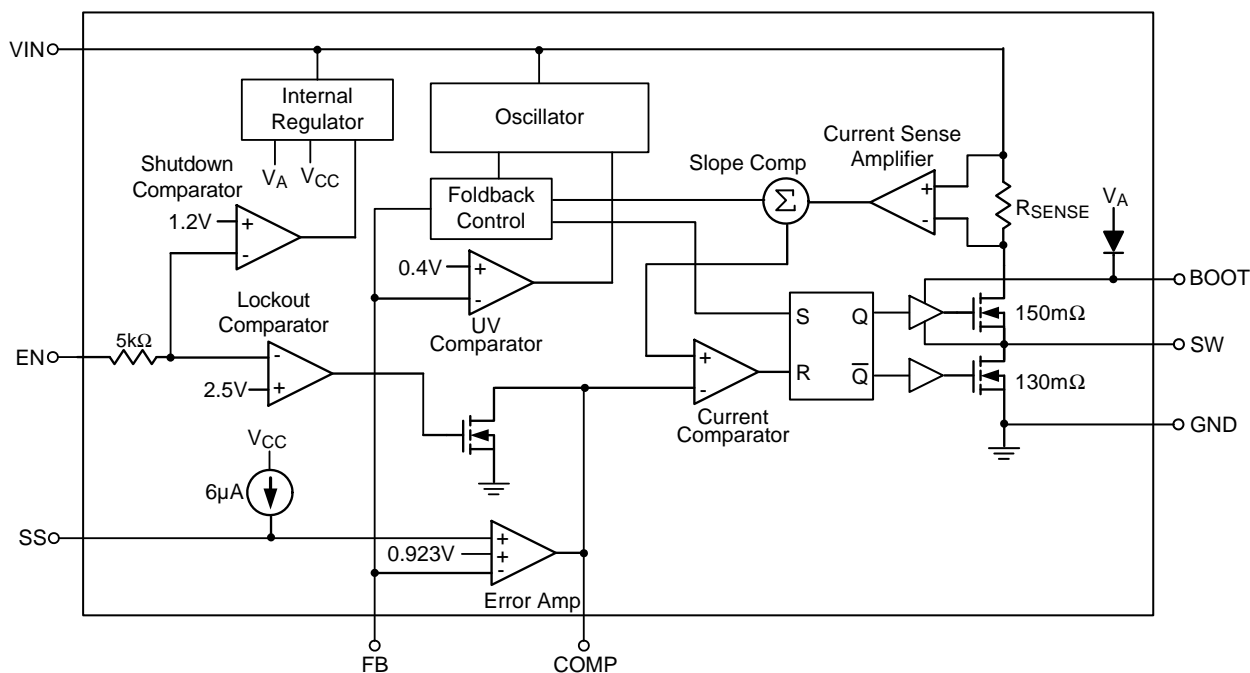 VIN
Internal
Regulator
Oscillator
Current Sense
Amplifier
Shutdown
Comparator
VA
VCC
Slope Comp
Foldback
Control
Σ
+
-
RSENSE
VA
1.2V
+
-
0.4V
+
-
BOOT
Lockout
Comparator
UV
Comparator
S
Q
150mΩ
5kΩ
EN
-
+
2.5V
+
-
R
Q̅
SW
130mΩ
Current
Comparator
GND
VCC
6µA
SS
0.923V
+
+
-
Error Amp
FB
COMP